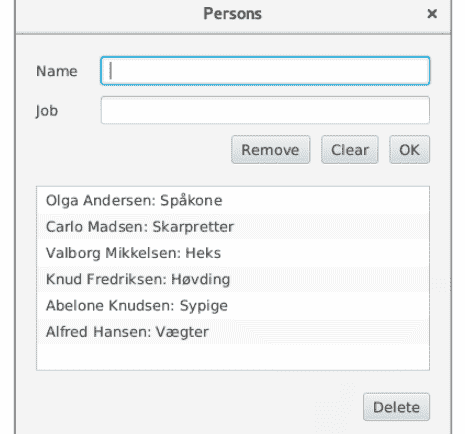 Persons ×
Name
Job
Remove Clear OK
Olga Andersen: Spåkone
Carlo Madsen: Skarpretter
Valborg Mikkelsen: Heks
Knud Fredriksen: Høvding
Abelone Knudsen: Sypige
Alfred Hansen: Vægter
Delete